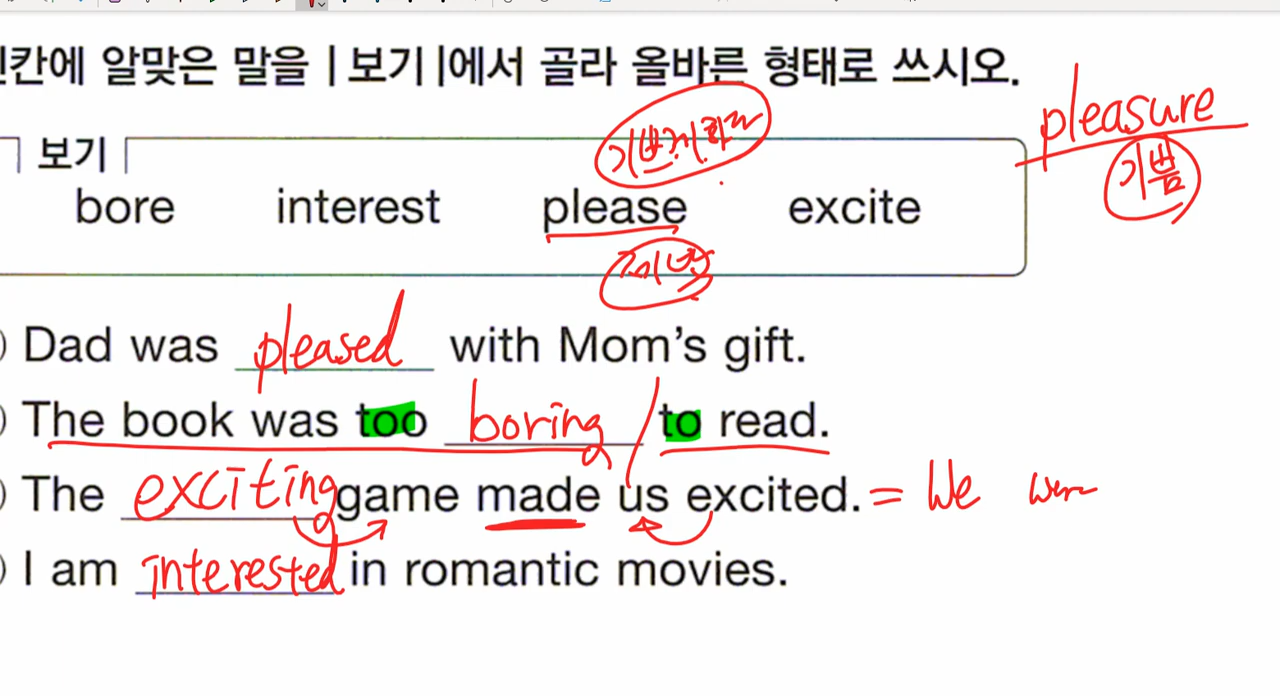 빈칸에 알맞은 말을 | 보기 |에서 골라 올바른 형태로 쓰시오.
pleasure
기쁨
보기
기쁘게하다
bore interest please excite
제발
) Dad was pleased with Mom's gift.
) The book was too boring / to read.
) The exciting game made us excited. = We were
) I am interested in romantic movies.